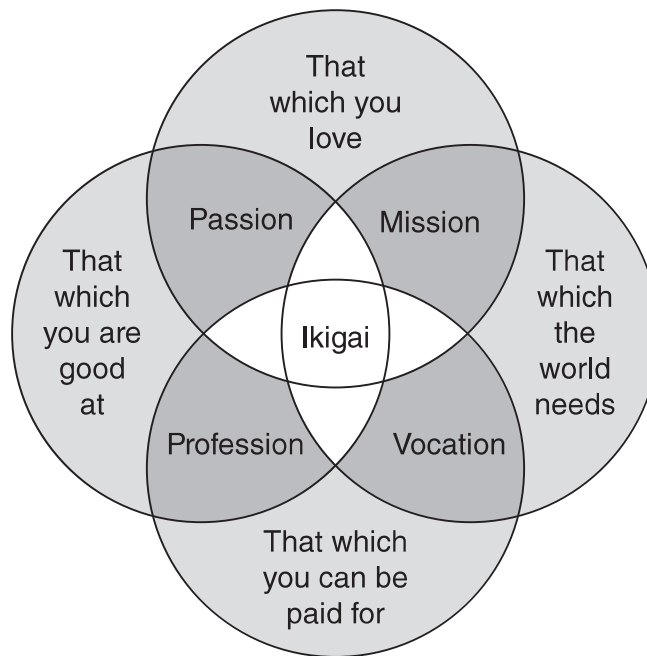 That
which you
love
Passion
Mission
That
which
you are
good
at
Ikigai
That
which
the
world
needs
Profession
Vocation
That which
you can be
paid for